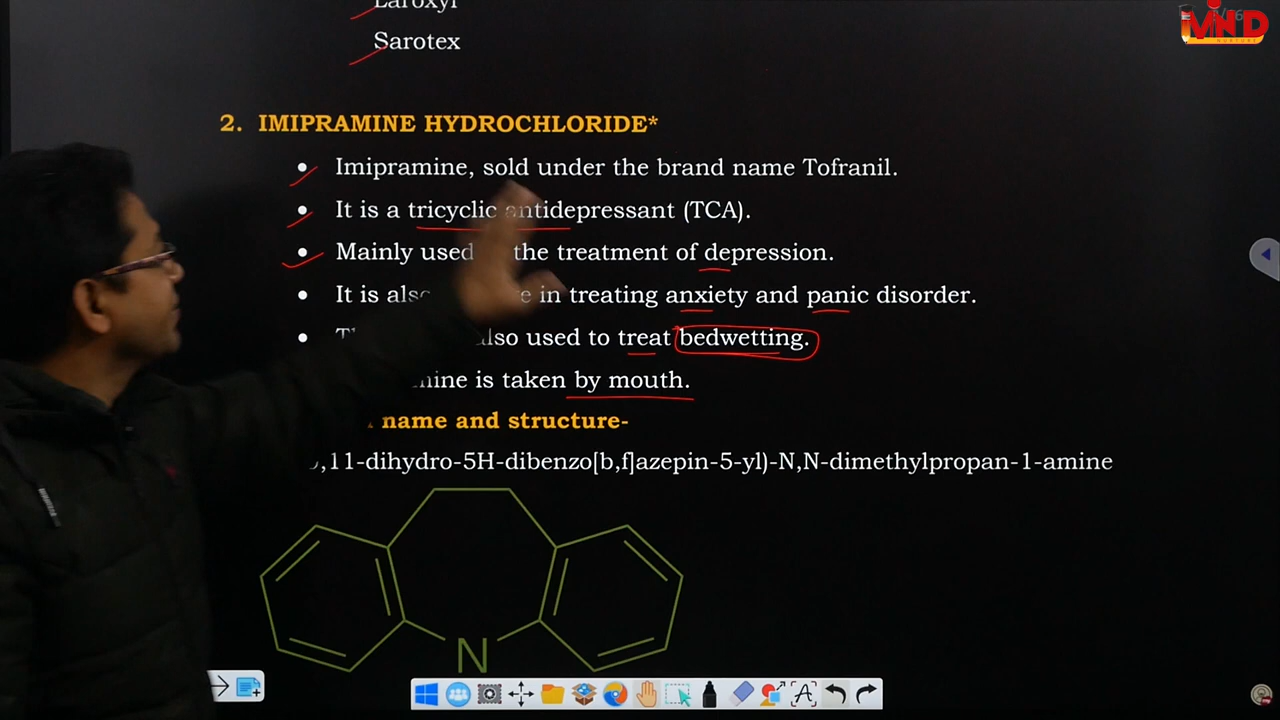 Laroxyl
Sarotex
MIND
2. IMIPRAMINE HYDROCHLORIDE*
• Imipramine, sold under the brand name Tofranil.
• It is a tricyclic antidepressant (TCA).
• Mainly used the treatment of depression.
• It is in treating anxiety and panic disorder.
• also used to treat bedwetting.
is taken by mouth.
name and structure-
,11-dihydro-5H-dibenzo[b,f]azepin-5-yl)-N,N-dimethylpropan-1-amine
N